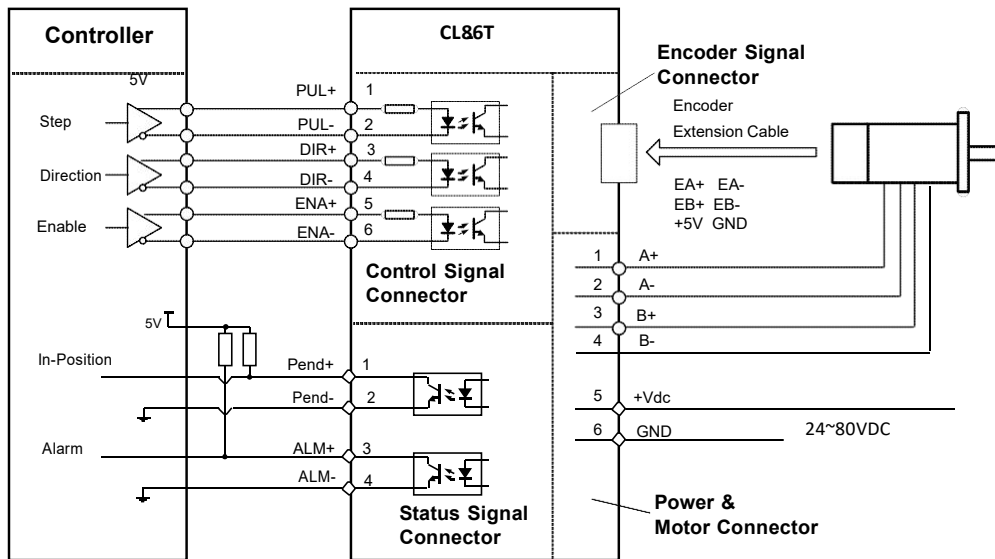 Controller
CL86T
5V
Step
Direction
Enable
PUL+
1
PUL-
2
DIR+
3
DIR-
4
ENA+
5
ENA-
6
Control Signal
Connector
Encoder Signal
Connector
Encoder
Extension Cable
EA+ EA-
EB+ EB-
+5V GND
1 A+
2 A-
3 B+
4 B-
5 +Vdc
6 GND
24~80VDC
Power &
Motor Connector
5V
In-Position
Pend+
1
Pend-
2
Alarm
ALM+
3
ALM-
4
Status Signal
Connector